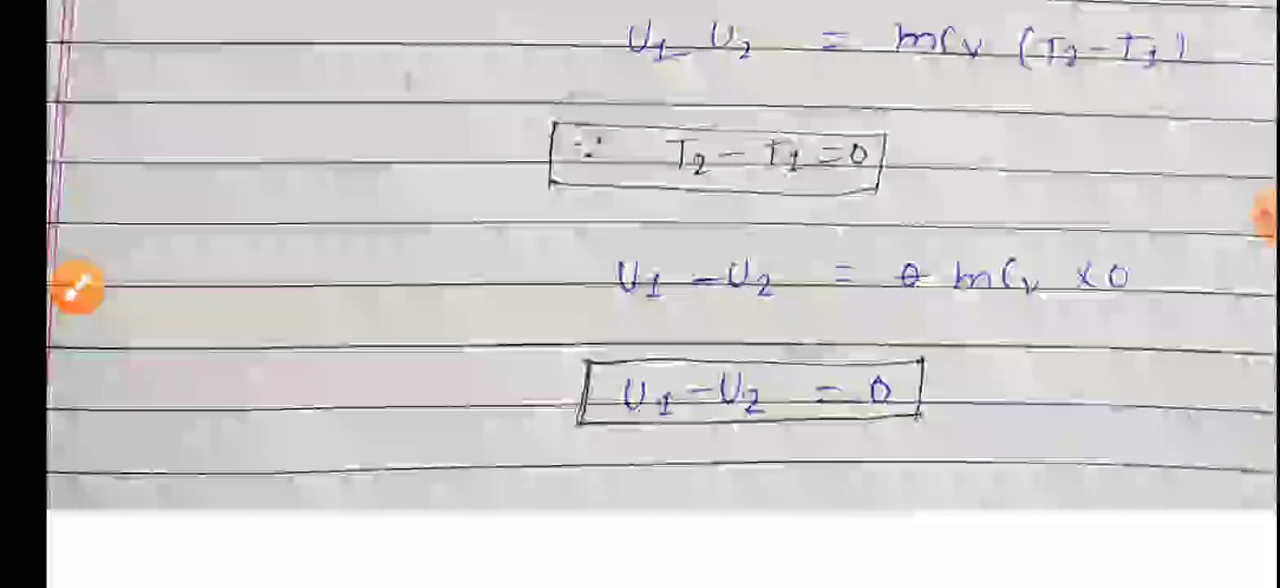 U1 - U2 = mCv (T2 - T1)
∵ T2 - T1 = 0
U1 - U2 = mCv x 0
U1 - U2 = 0